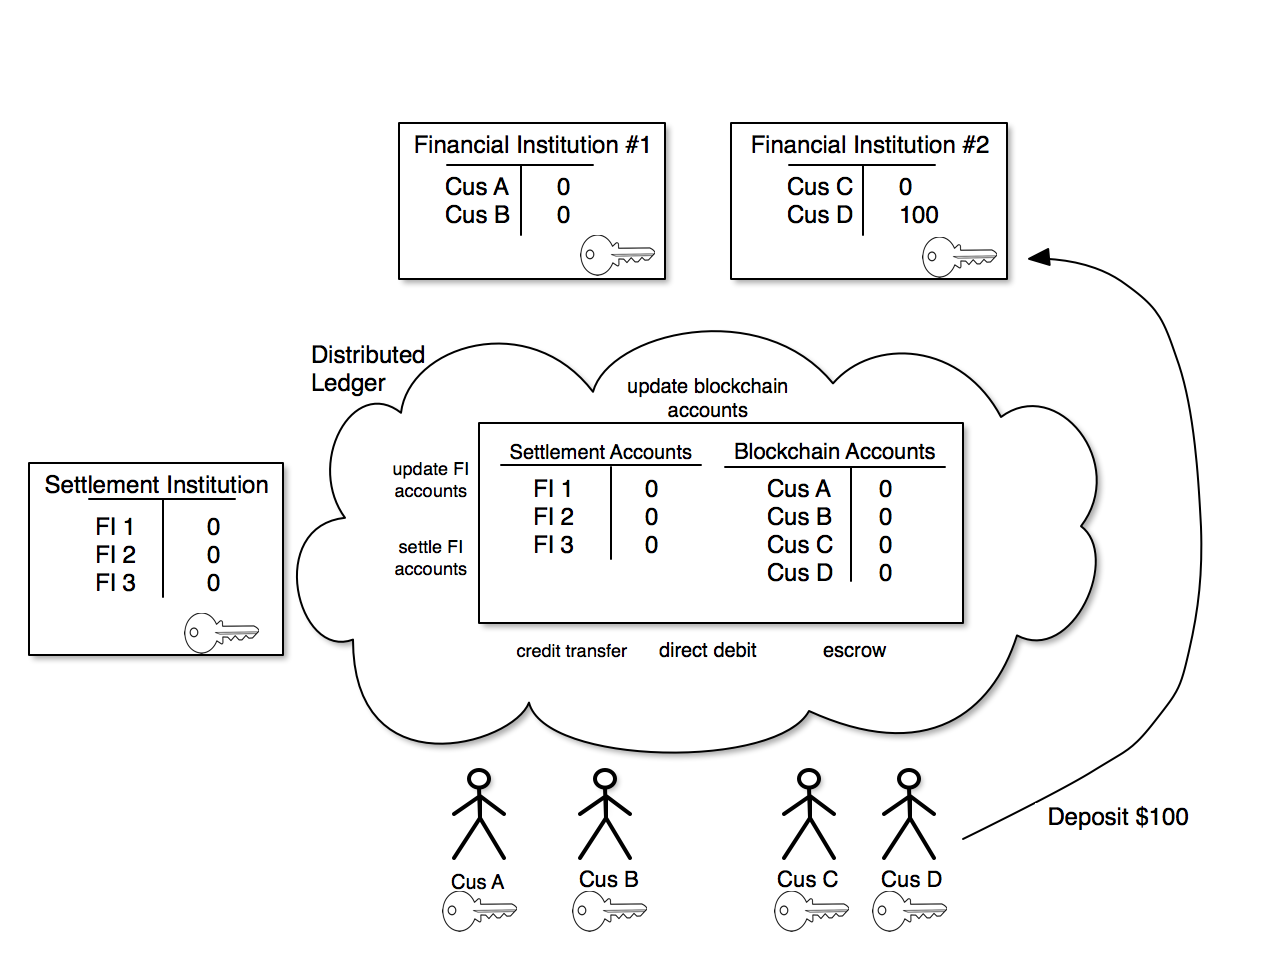 Financial Institution #1
Cus A 0
Cus B 0
Financial Institution #2
Cus C 0
Cus D 100
Distributed
Ledger
update blockchain
accounts
Settlement Institution
FI 1 0
FI 2 0
FI 3 0
update FI
accounts
settle FI
accounts
Settlement Accounts
FI 1 0
FI 2 0
FI 3 0
Blockchain Accounts
Cus A 0
Cus B 0
Cus C 0
Cus D 0
credit transfer
direct debit
escrow
Deposit $100
Cus A
Cus B
Cus C
Cus D